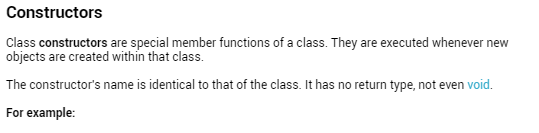 Constructors
Class constructors are special member functions of a class. They are executed whenever new
objects are created within that class.
The constructor's name is identical to that of the class. It has no return type, not even void.
For example: